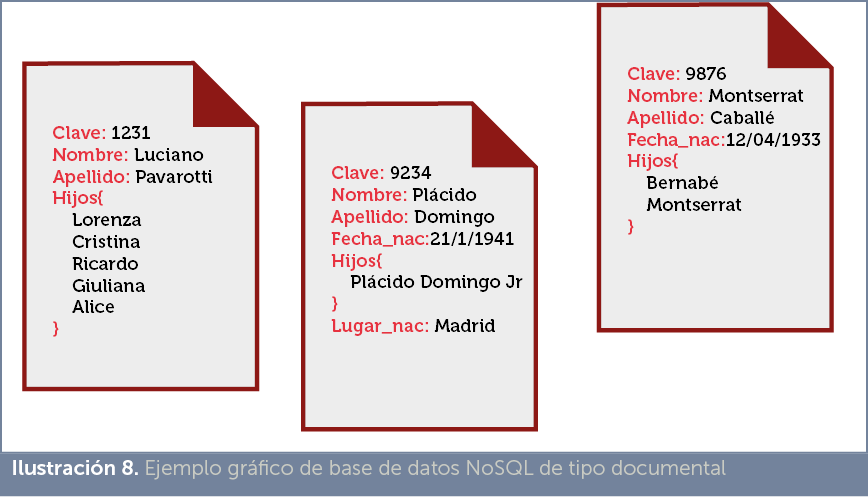 Clave: 1231
Nombre: Luciano
Apellido: Pavarotti
Hijos{
Lorenza
Cristina
Ricardo
Giuliana
Alice
}
Clave: 9234
Nombre: Plácido
Apellido: Domingo
Fecha_nac:21/1/1941
Hijos{
Plácido Domingo Jr
}
Lugar_nac: Madrid
Clave: 9876
Nombre: Montserrat
Apellido: Caballé
Fecha_nac:12/04/1933
Hijos{
Bernabé
Montserrat
}
Ilustración 8. Ejemplo gráfico de base de datos NoSQL de tipo documental